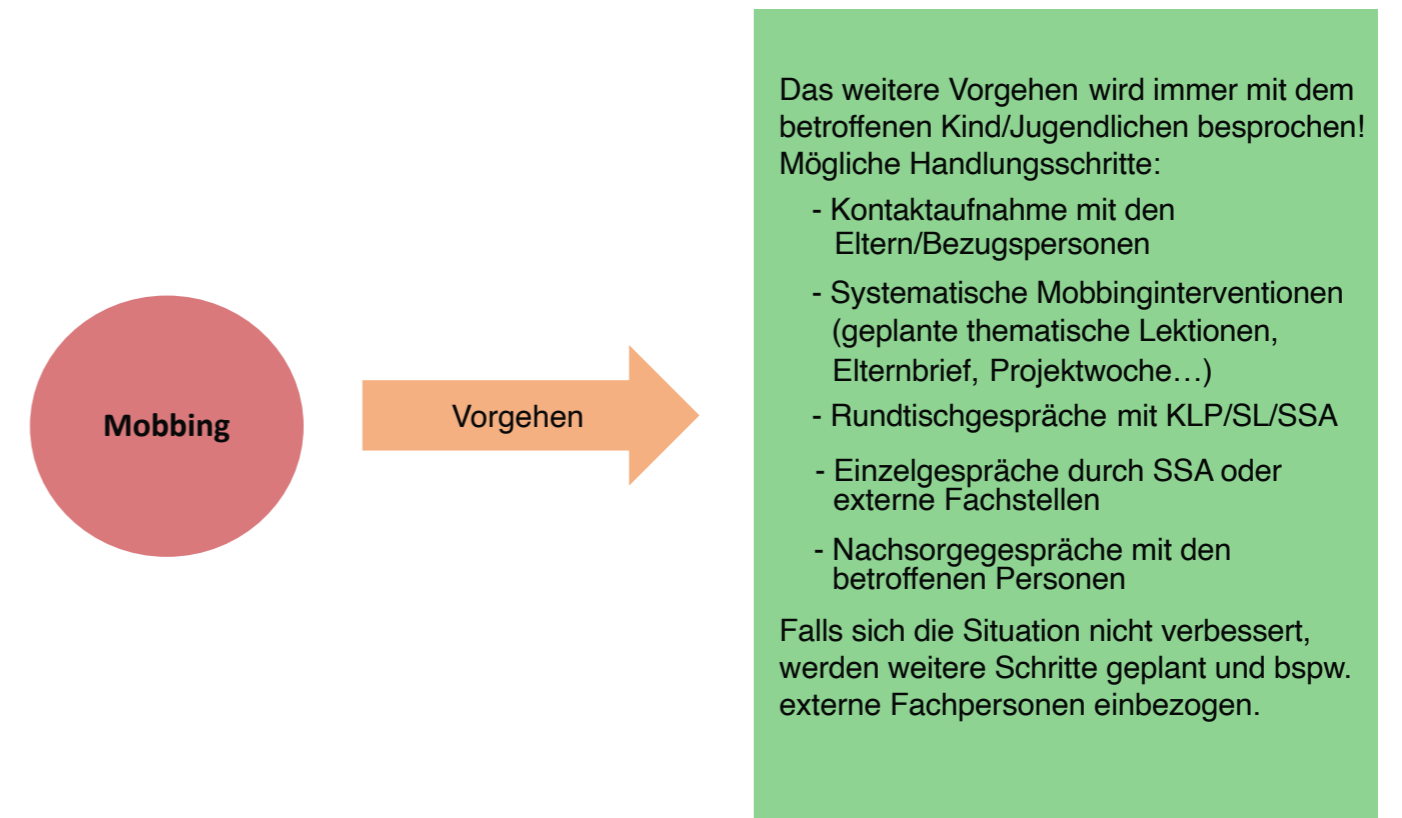 Mobbing
Vorgehen
Das weitere Vorgehen wird immer mit dem
betroffenen Kind/Jugendlichen besprochen!
Mögliche Handlungsschritte:
- Kontaktaufnahme mit den
Eltern/Bezugspersonen
- Systematische Mobbinginterventionen
(geplante thematische Lektionen,
Elternbrief, Projektwoche…)
- Rundtischgespräche mit KLP/SL/SSA
- Einzelgespräche durch SSA oder
externe Fachstellen
- Nachsorgegespräche mit den
betroffenen Personen
Falls sich die Situation nicht verbessert,
werden weitere Schritte geplant und bspw.
externe Fachpersonen einbezogen.